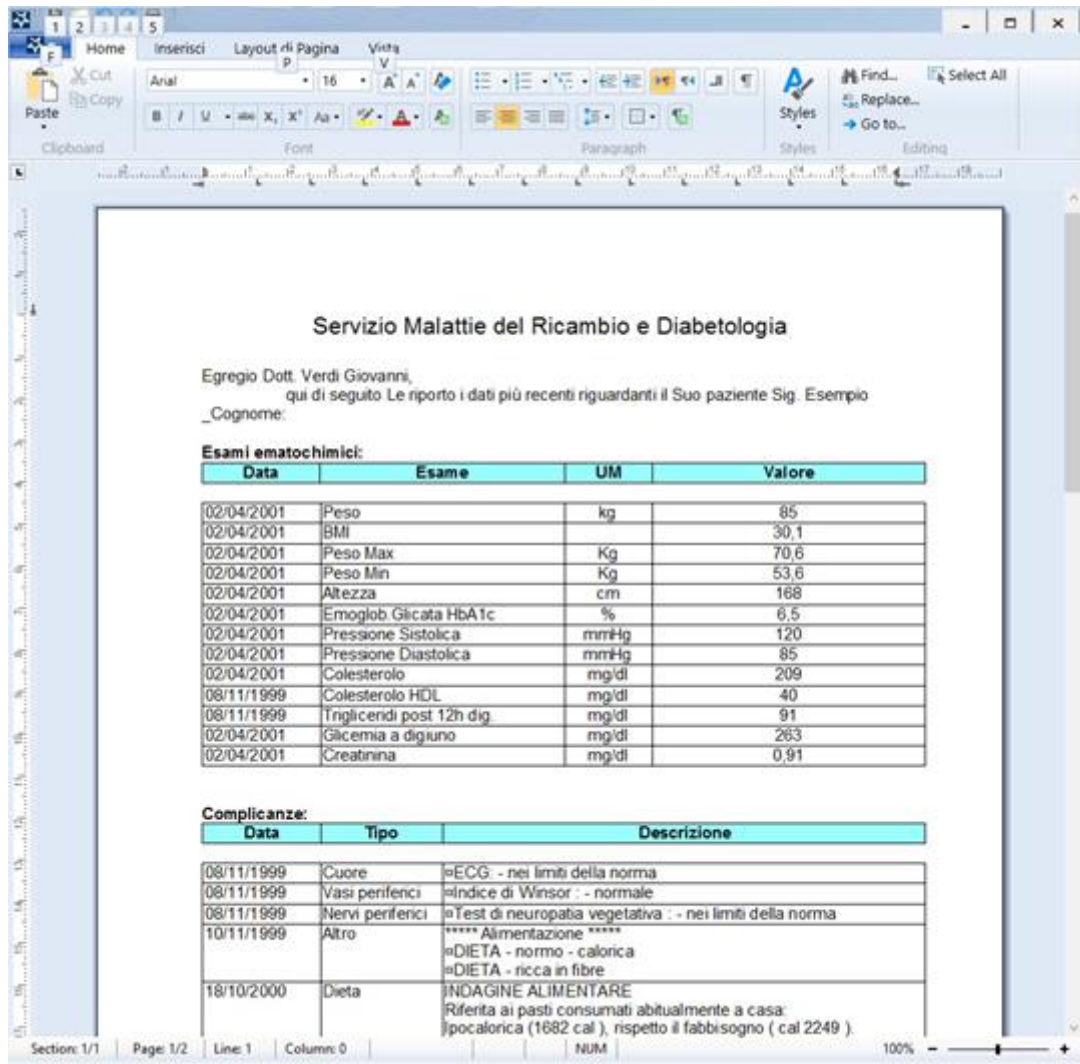 1 2 3 4 5
F Home Inserisci Layout di Pagina P Vista V
Paste
Cut
Copy
Clipboard
Arial 16
Font
Paragraph
Styles
Styles
Find...
Replace...
Go to...
Select All
Editing
Servizio Malattie del Ricambio e Diabetologia
Egregio Dott. Verdi Giovanni,
qui di seguito Le riporto i dati più recenti riguardanti il Suo paziente Sig. Esempio
_Cognome:
Esami ematochimici:
Data Esame UM Valore
02/04/2001 Peso kg 85
02/04/2001 BMI 30,1
02/04/2001 Peso Max Kg 70,6
02/04/2001 Peso Min Kg 53,6
02/04/2001 Altezza cm 168
02/04/2001 Emoglob.Glicata HbA1c % 6,5
02/04/2001 Pressione Sistolica mmHg 120
02/04/2001 Pressione Diastolica mmHg 85
02/04/2001 Colesterolo mg/dl 209
08/11/1999 Colesterolo HDL mg/dl 40
08/11/1999 Trigliceridi post 12h dig. mg/dl 91
02/04/2001 Glicemia a digiuno mg/dl 263
02/04/2001 Creatinina mg/dl 0,91
Complicanze:
Data Tipo Descrizione
08/11/1999 Cuore ¤ECG: - nei limiti della norma
08/11/1999 Vasi periferici ¤Indice di Winsor : - normale
08/11/1999 Nervi periferici ¤Test di neuropatia vegetativa : - nei limiti della norma
10/11/1999 Altro ***** Alimentazione *****
¤DIETA - normo - calorica
¤DIETA - ricca in fibre
18/10/2000 Dieta INDAGINE ALIMENTARE
Riferita ai pasti consumati abitualmente a casa:
Ipocalorica (1682 cal ), rispetto il fabbisogno ( cal 2249 ).
Section: 1/1 Page: 1/2 Line: 1 Column: 0 NUM 100%